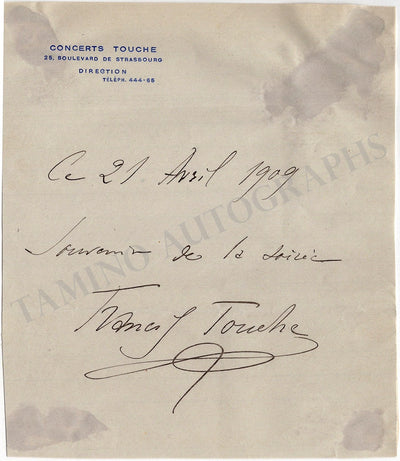 CONCERTS TOUCHE
25, BOULEVARD DE STRASBOURG
DIRECTION
TÉLÉPH. 444-65
Ce 21 Avril 1909
Souvenir de la soirée
Francis Touche
TAMINO AUTOGRAPHS